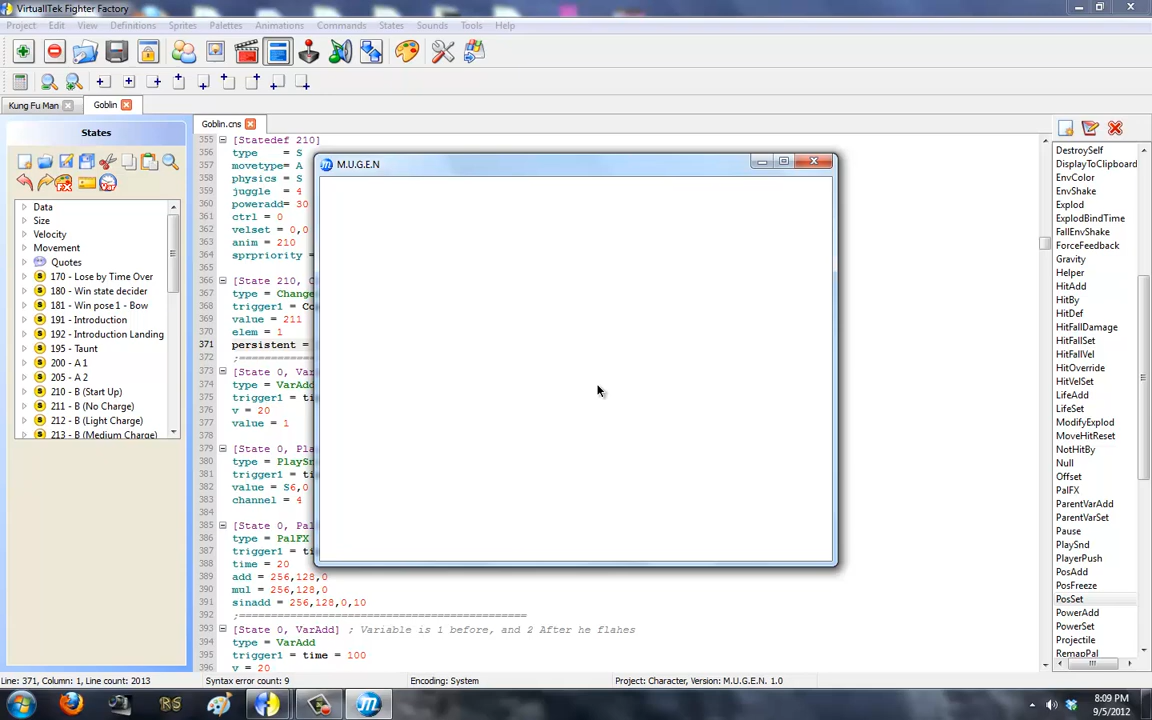 VirtuallTek Fighter Factory
Project Edit View Definitions Sprites Palettes Animations Commands States Sounds Tools Help
Kung Fu Man
Goblin
States
Data
Size
Velocity
Movement
Quotes
170 - Lose by Time Over
180 - Win state decider
181 - Win pose 1 - Bow
191 - Introduction
192 - Introduction Landing
195 - Taunt
200 - A 1
205 - A 2
210 - B (Start Up)
211 - B (No Charge)
212 - B (Light Charge)
213 - B (Medium Charge)
Goblin.cns
355 [Statedef 210]
356 type = S
357 movetype= A
358 physics = S
359 juggle = 4
360 poweradd= 30
361 ctrl = 0
362 velset = 0,0
363 anim = 210
364 sprpriority =
365
366 [State 210, C
367 type = Change
368 trigger1 = Co
369 value = 211
370 elem = 1
371 persistent =
372 ;==========
373 [State 0, Var
374 type = VarAdd
375 trigger1 = ti
376 v = 20
377 value = 1
378
379 [State 0, Pla
380 type = PlaySn
381 trigger1 = ti
382 value = S6,0
383 channel = 4
384
385 [State 0, Pal
386 type = PalFX
387 trigger1 = ti
388 time = 20
389 add = 256,128,0
390 mul = 256,128,0
391 sinadd = 256,128,0,10
392 ;==================================================
393 [State 0, VarAdd] ; Variable is 1 before, and 2 After he flahes
394 type = VarAdd
395 trigger1 = time = 100
396 v = 20
M.U.G.E.N
DestroySelf
DisplayToClipboard
EnvColor
EnvShake
Explod
ExplodBindTime
FallEnvShake
ForceFeedback
Gravity
Helper
HitAdd
HitBy
HitDef
HitFallDamage
HitFallSet
HitFallVel
HitOverride
HitVelSet
LifeAdd
LifeSet
ModifyExplod
MoveHitReset
NotHitBy
Null
Offset
PalFX
ParentVarAdd
ParentVarSet
Pause
PlaySnd
PlayerPush
PosAdd
PosFreeze
PosSet
PowerAdd
PowerSet
Projectile
RemapPal
Line: 371, Column: 1, Line count: 2013 Syntax error count: 9 Encoding: System Project: Character, Version: M.U.G.E.N. 1.0
RS
8:09 PM
9/5/2012